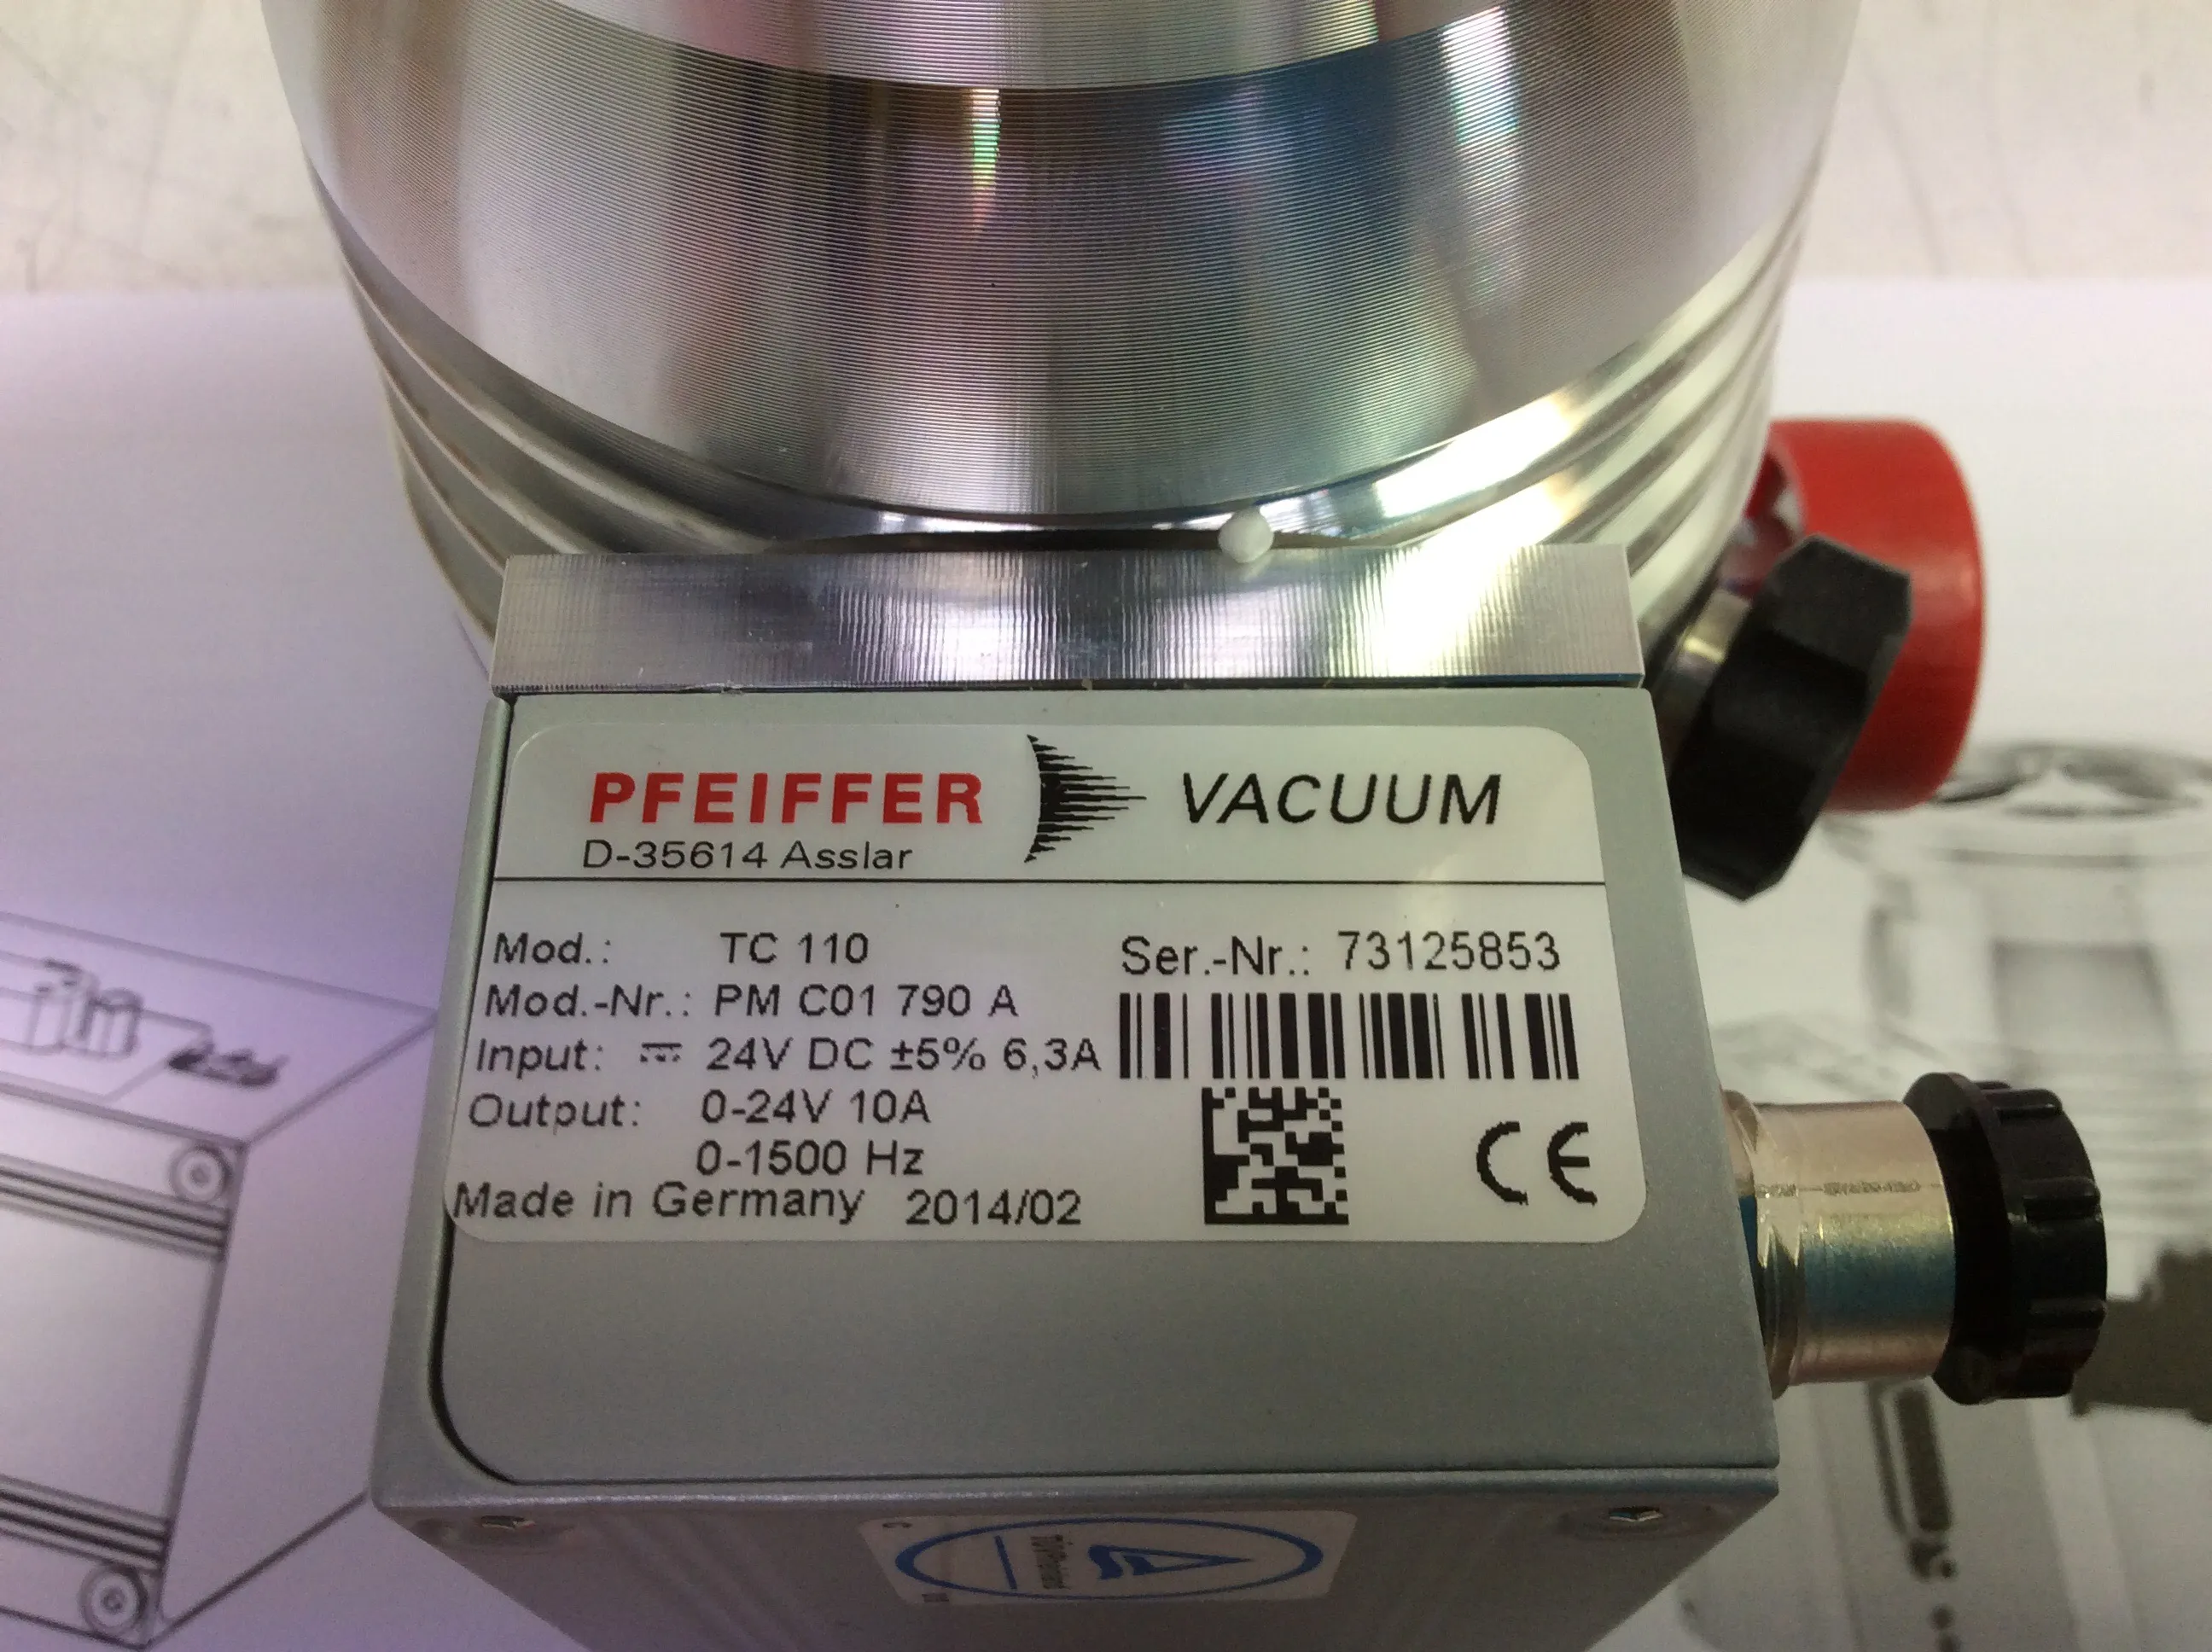 PFEIFFER VACUUM
D-35614 Asslar
Mod.: TC 110
Ser.-Nr.: 73125853
Mod.-Nr.: PM C01 790 A
Input: ⎓ 24V DC ±5% 6,3A
Output: 0-24V 10A
0-1500 Hz
Made in Germany 2014/02
CE